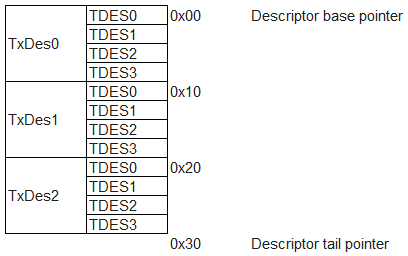 TDES0 0x00 Descriptor base pointer
TDES1
TxDes0
TDES2
TDES3
TDES0 0x10
TDES1
TxDes1
TDES2
TDES3
TDES0 0x20
TDES1
TxDes2
TDES2
TDES3
0x30 Descriptor tail pointer